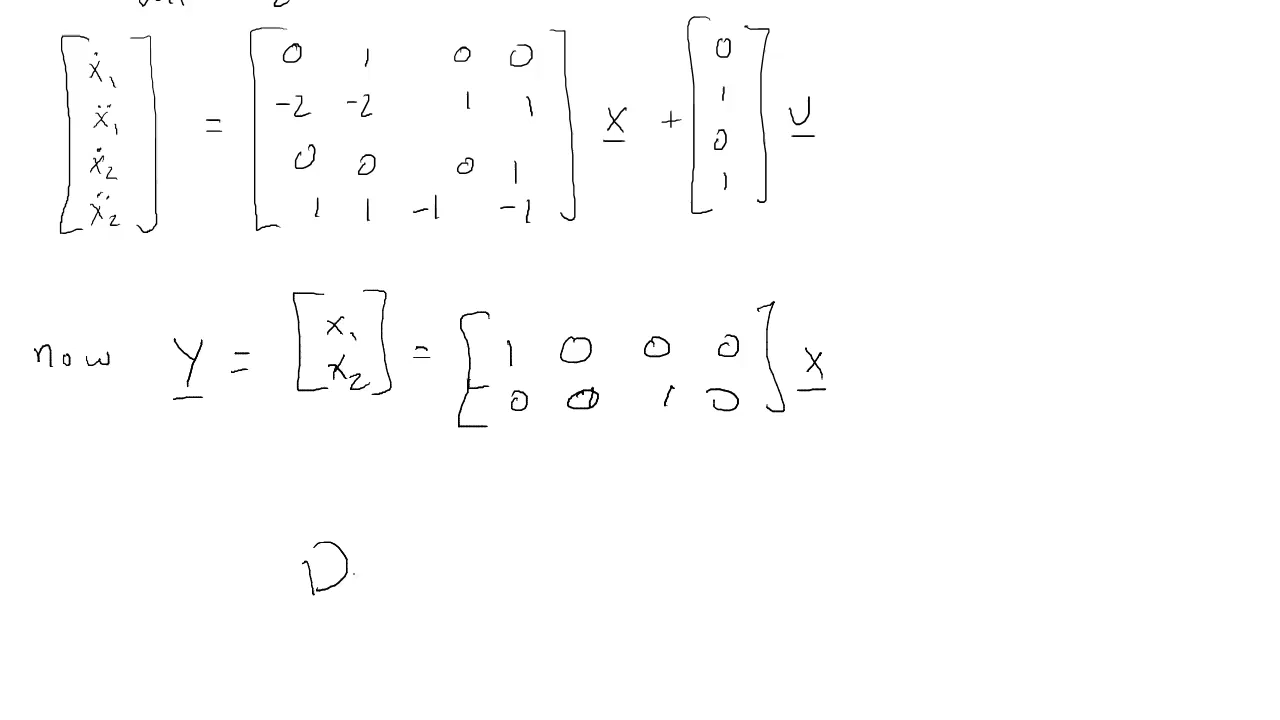 [ẋ₁ ẍ₁ ẋ₂ ẍ₂] = [0 1 0 0; -2 -2 1 1; 0 0 0 1; 1 1 -1 -1] X + [0 1 0 1] U
now Y = [x₁ x₂] = [1 0 0 0; 0 0 1 0] X
D